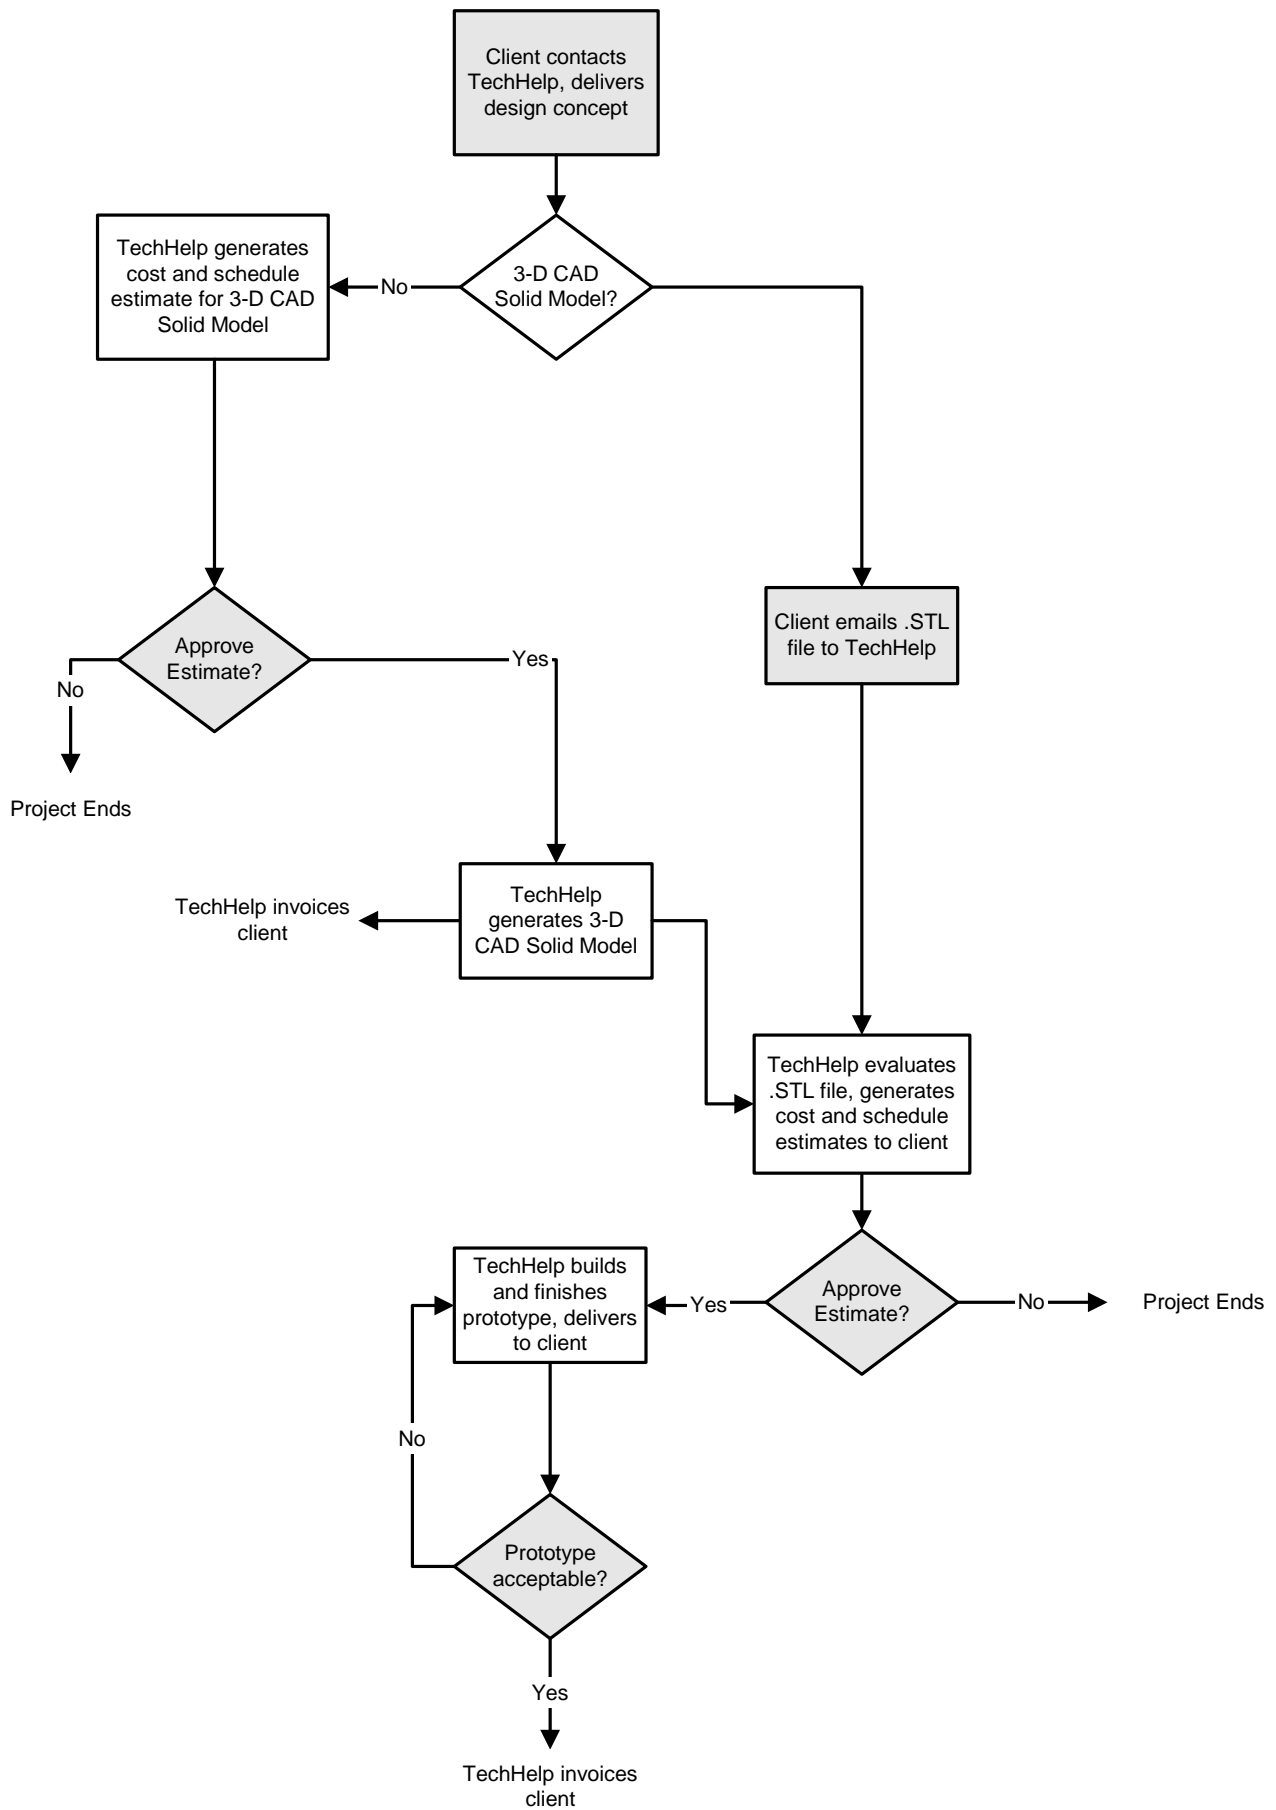 Client contacts
TechHelp, delivers
design concept
TechHelp generates
cost and schedule
estimate for 3-D CAD
Solid Model
No
3-D CAD
Solid Model?
Approve
Estimate?
Yes
No
Client emails .STL
file to TechHelp
Project Ends
TechHelp invoices
client
TechHelp
generates 3-D
CAD Solid Model
TechHelp evaluates
.STL file, generates
cost and schedule
estimates to client
TechHelp builds
and finishes
prototype, delivers
to client
Yes
Approve
Estimate?
No
Project Ends
No
Prototype
acceptable?
Yes
TechHelp invoices
client